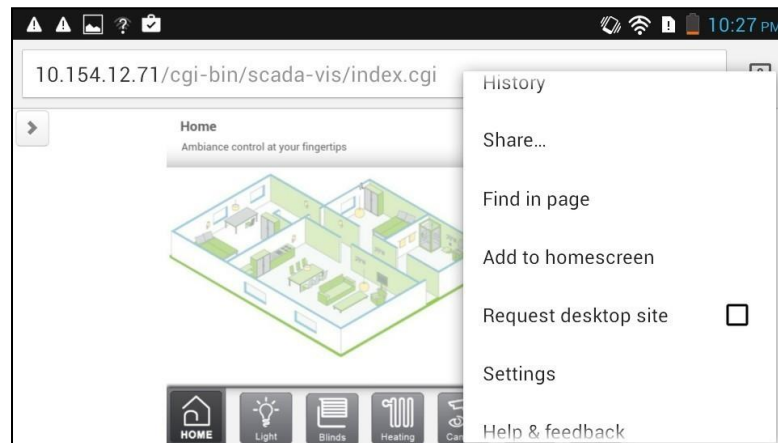 10:27 PM
10.154.12.71/cgi-bin/scada-vis/index.cgi
History
Home
Ambiance control at your fingertips
Share...
Find in page
Add to homescreen
Request desktop site
Settings
Help & feedback
HOME
Light
Blinds
Heating